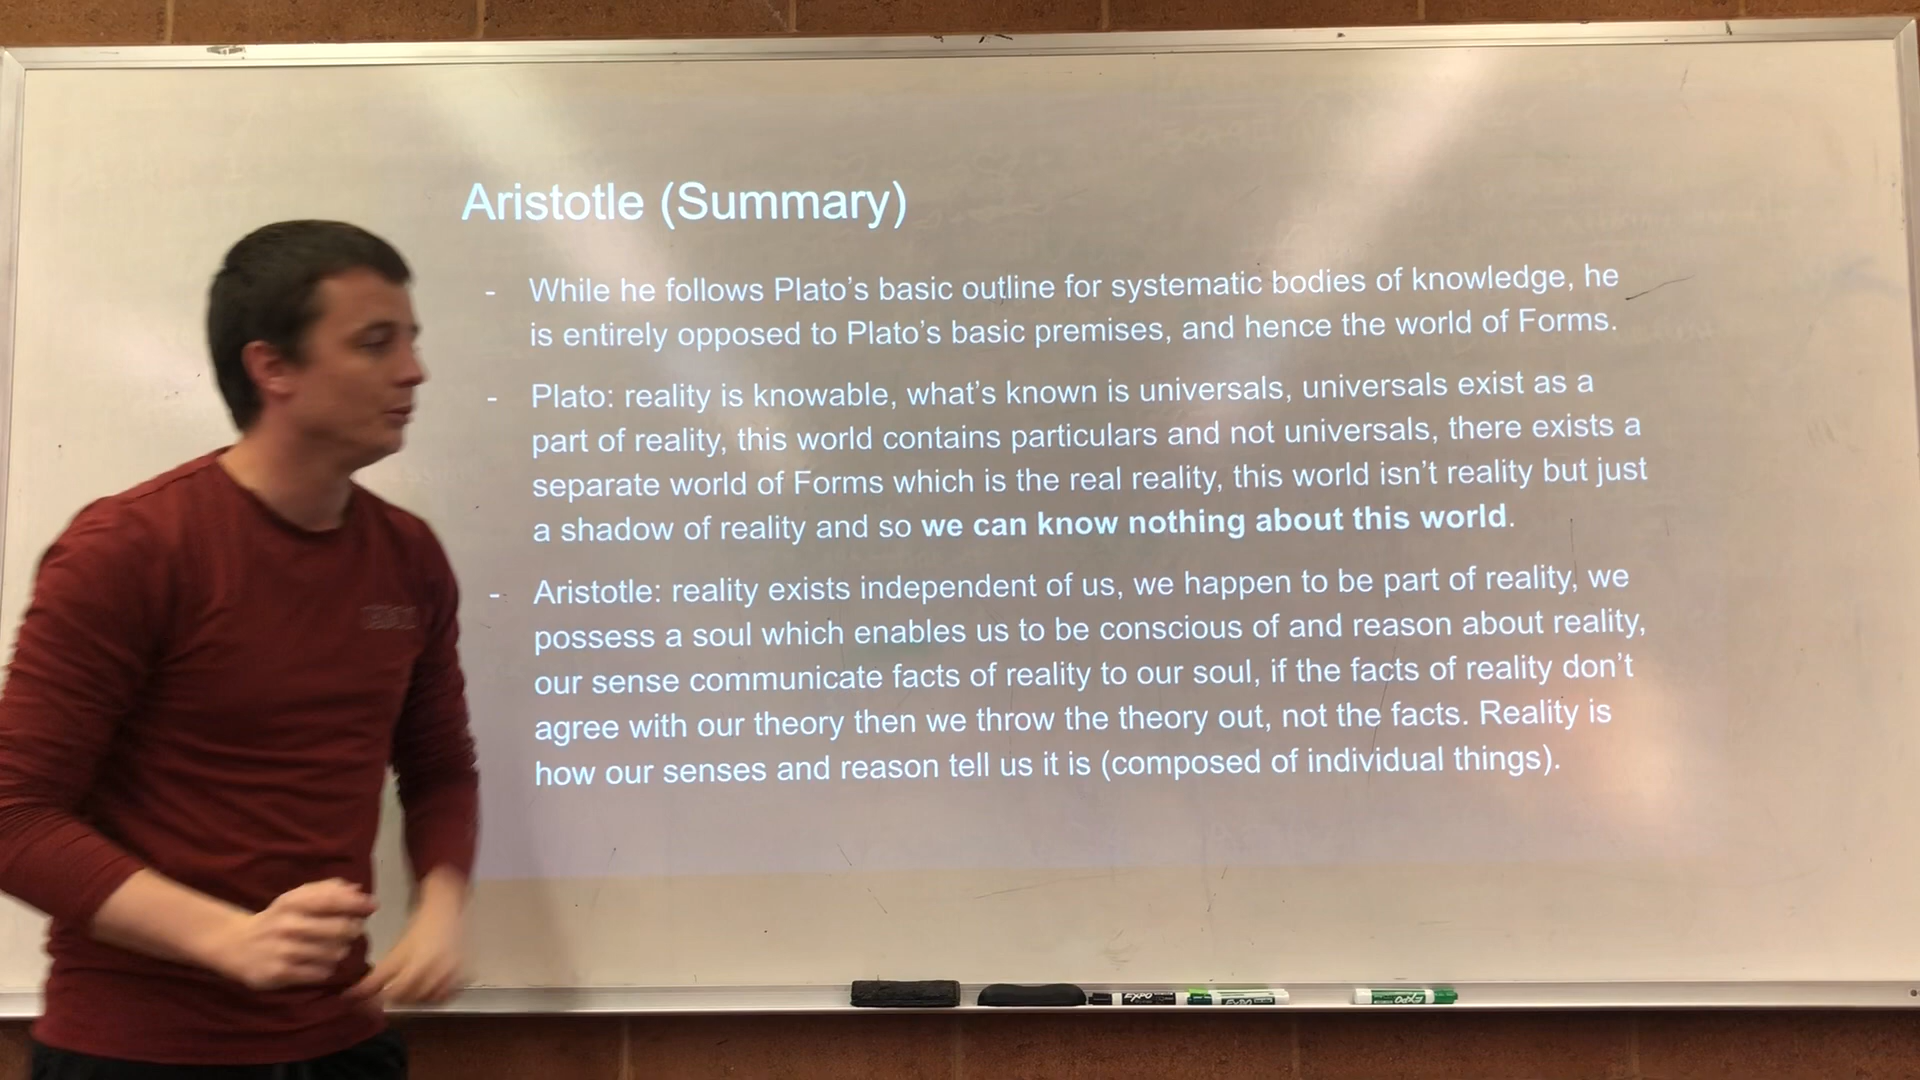 Aristotle (Summary)
- While he follows Plato's basic outline for systematic bodies of knowledge, he
is entirely opposed to Plato's basic premises, and hence the world of Forms.
- Plato: reality is knowable, what's known is universals, universals exist as a
part of reality, this world contains particulars and not universals, there exists a
separate world of Forms which is the real reality, this world isn't reality but just
a shadow of reality and so we can know nothing about this world.
- Aristotle: reality exists independent of us, we happen to be part of reality, we
possess a soul which enables us to be conscious of and reason about reality,
our sense communicate facts of reality to our soul, if the facts of reality don't
agree with our theory then we throw the theory out, not the facts. Reality is
how our senses and reason tell us it is (composed of individual things).
EXPO
EXPO
EXPO